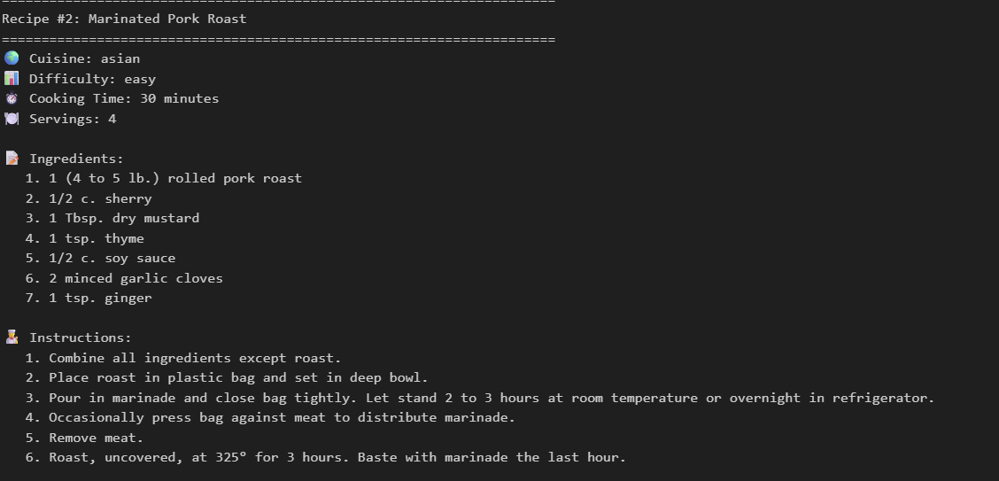 ======================================================================
Recipe #2: Marinated Pork Roast
======================================================================
🌍 Cuisine: asian
📊 Difficulty: easy
⏱️ Cooking Time: 30 minutes
🍽️ Servings: 4
📝 Ingredients:
1. 1 (4 to 5 lb.) rolled pork roast
2. 1/2 c. sherry
3. 1 Tbsp. dry mustard
4. 1 tsp. thyme
5. 1/2 c. soy sauce
6. 2 minced garlic cloves
7. 1 tsp. ginger
👨‍🍳 Instructions:
1. Combine all ingredients except roast.
2. Place roast in plastic bag and set in deep bowl.
3. Pour in marinade and close bag tightly. Let stand 2 to 3 hours at room temperature or overnight in refrigerator.
4. Occasionally press bag against meat to distribute marinade.
5. Remove meat.
6. Roast, uncovered, at 325° for 3 hours. Baste with marinade the last hour.